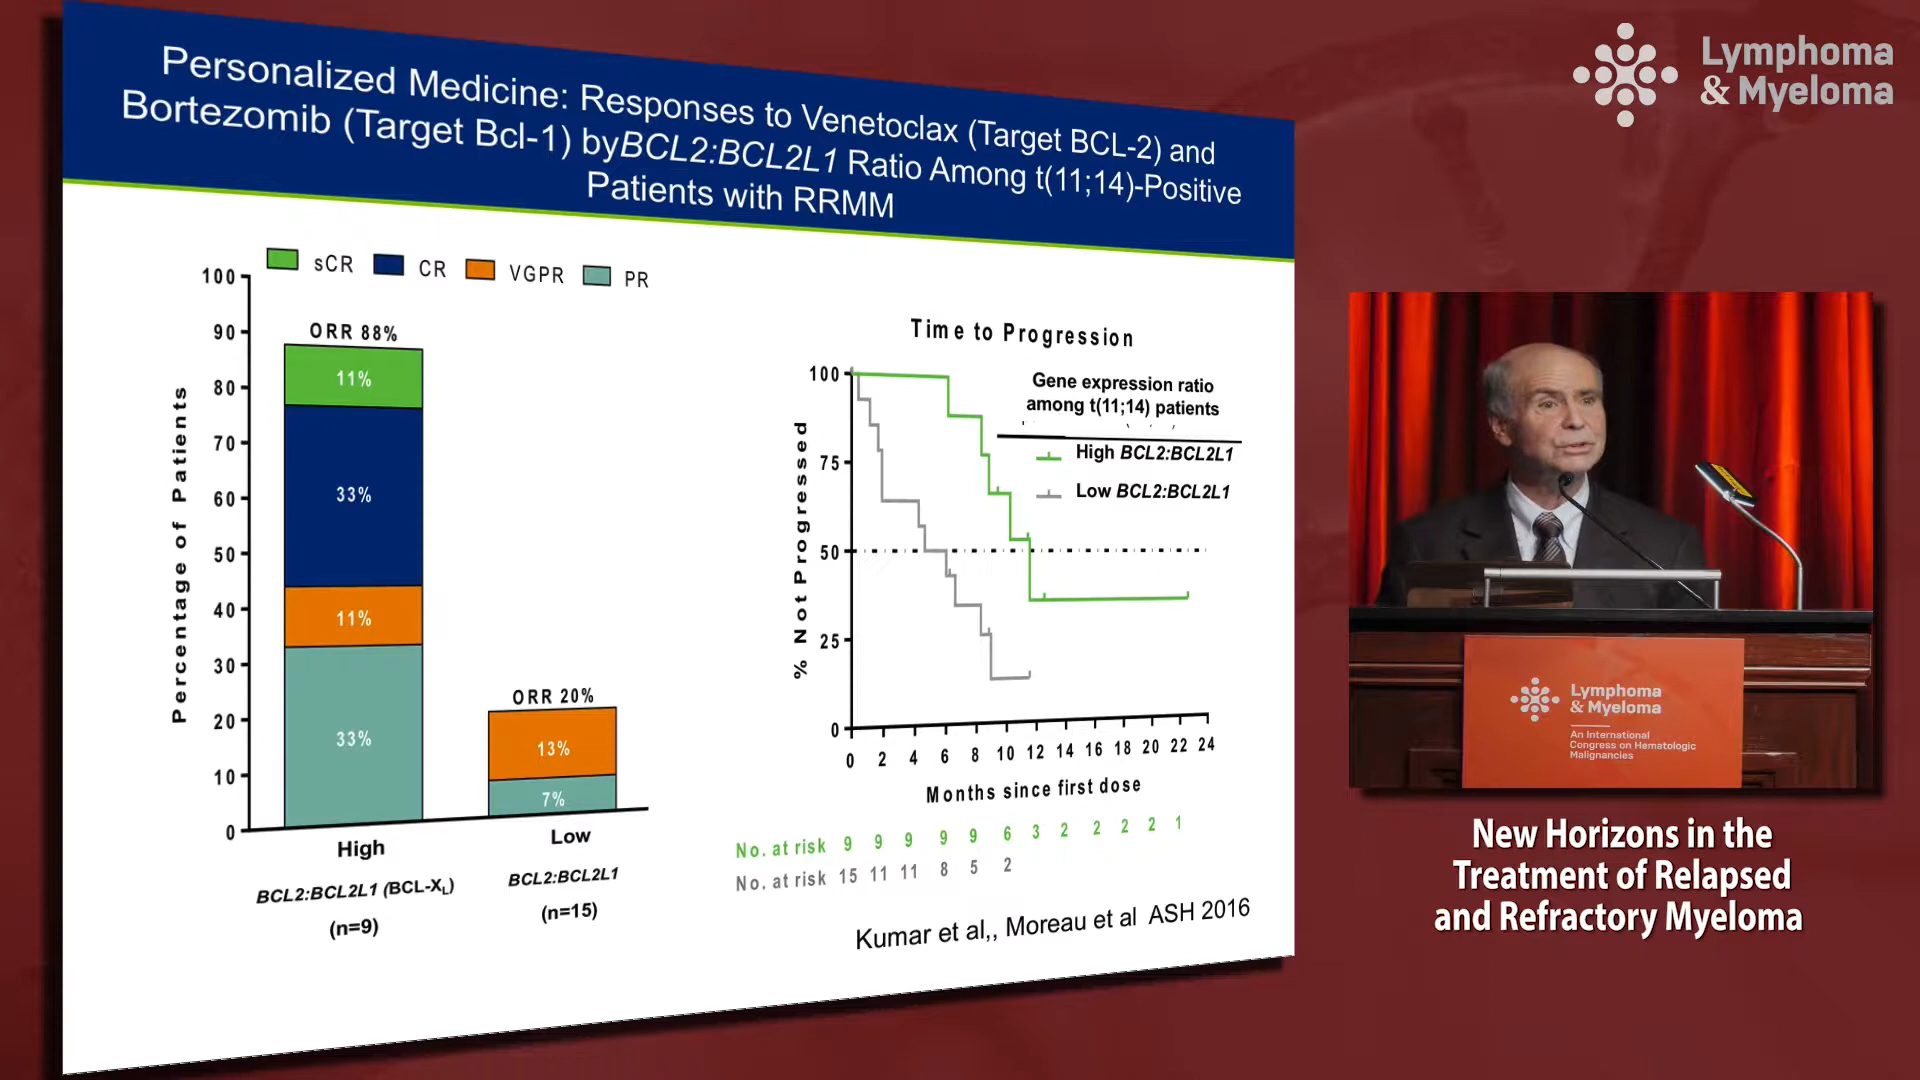 Personalized Medicine: Responses to Venetoclax (Target BCL-2) and
Bortezomib (Target Bcl-1) byBCL2:BCL2L1 Ratio Among t(11;14)-Positive
Patients with RRMM
sCR CR VGPR PR
Percentage of Patients
100
90
80
70
60
50
40
30
20
10
0
ORR 88%
11%
33%
11%
33%
ORR 20%
13%
7%
High
BCL2:BCL2L1 (BCL-XL)
(n=9)
Low
BCL2:BCL2L1
(n=15)
Time to Progression
Gene expression ratio
among t(11;14) patients
High BCL2:BCL2L1
Low BCL2:BCL2L1
% Not Progressed
100
75
50
25
0
0 2 4 6 8 10 12 14 16 18 20 22 24
Months since first dose
No. at risk 9 9 9 9 9 6 3 2 2 2 2 1
No. at risk 15 11 11 8 5 2
Kumar et al,, Moreau et al ASH 2016
Lymphoma
& Myeloma
Lymphoma
& Myeloma
An International
Congress on Hematologic
Malignancies
New Horizons in the
Treatment of Relapsed
and Refractory Myeloma